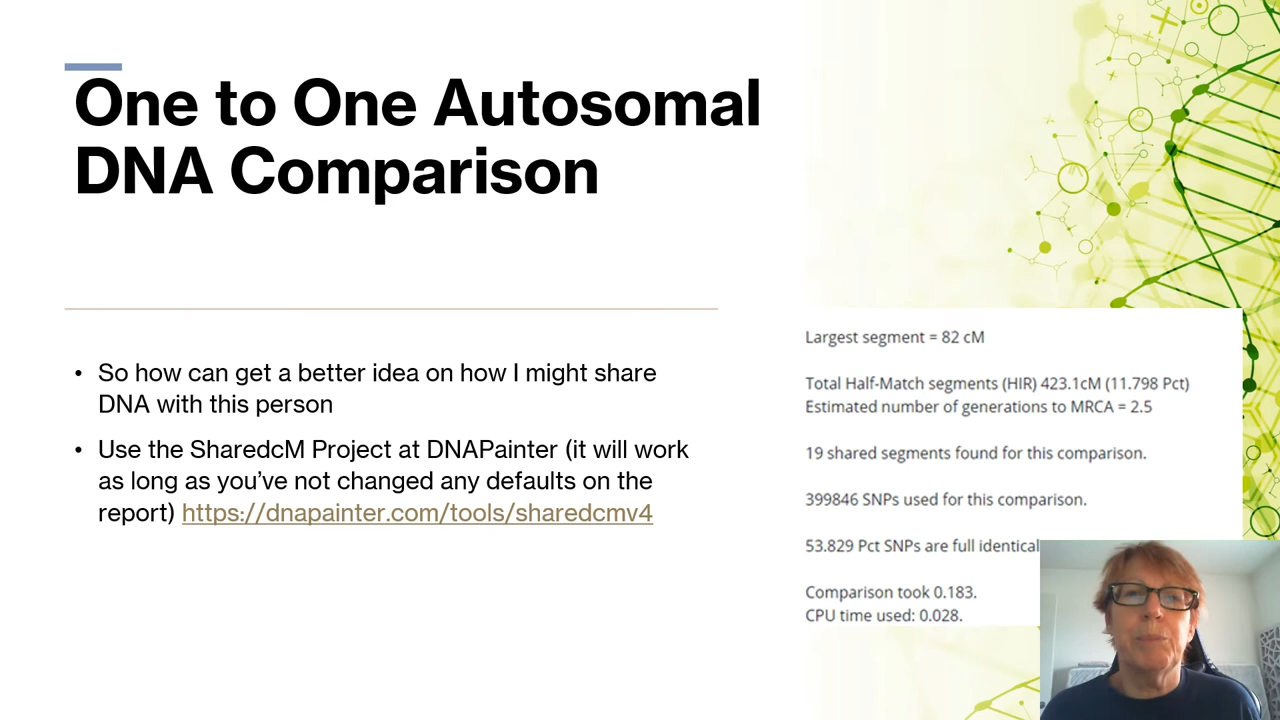 One to One Autosomal
DNA Comparison
• So how can get a better idea on how I might share
DNA with this person
• Use the SharedcM Project at DNAPainter (it will work
as long as you’ve not changed any defaults on the
report) https://dnapainter.com/tools/sharedcmv4
Largest segment = 82 cM
Total Half-Match segments (HIR) 423.1cM (11.798 Pct)
Estimated number of generations to MRCA = 2.5
19 shared segments found for this comparison.
399846 SNPs used for this comparison.
53.829 Pct SNPs are full identical
Comparison took 0.183.
CPU time used: 0.028.